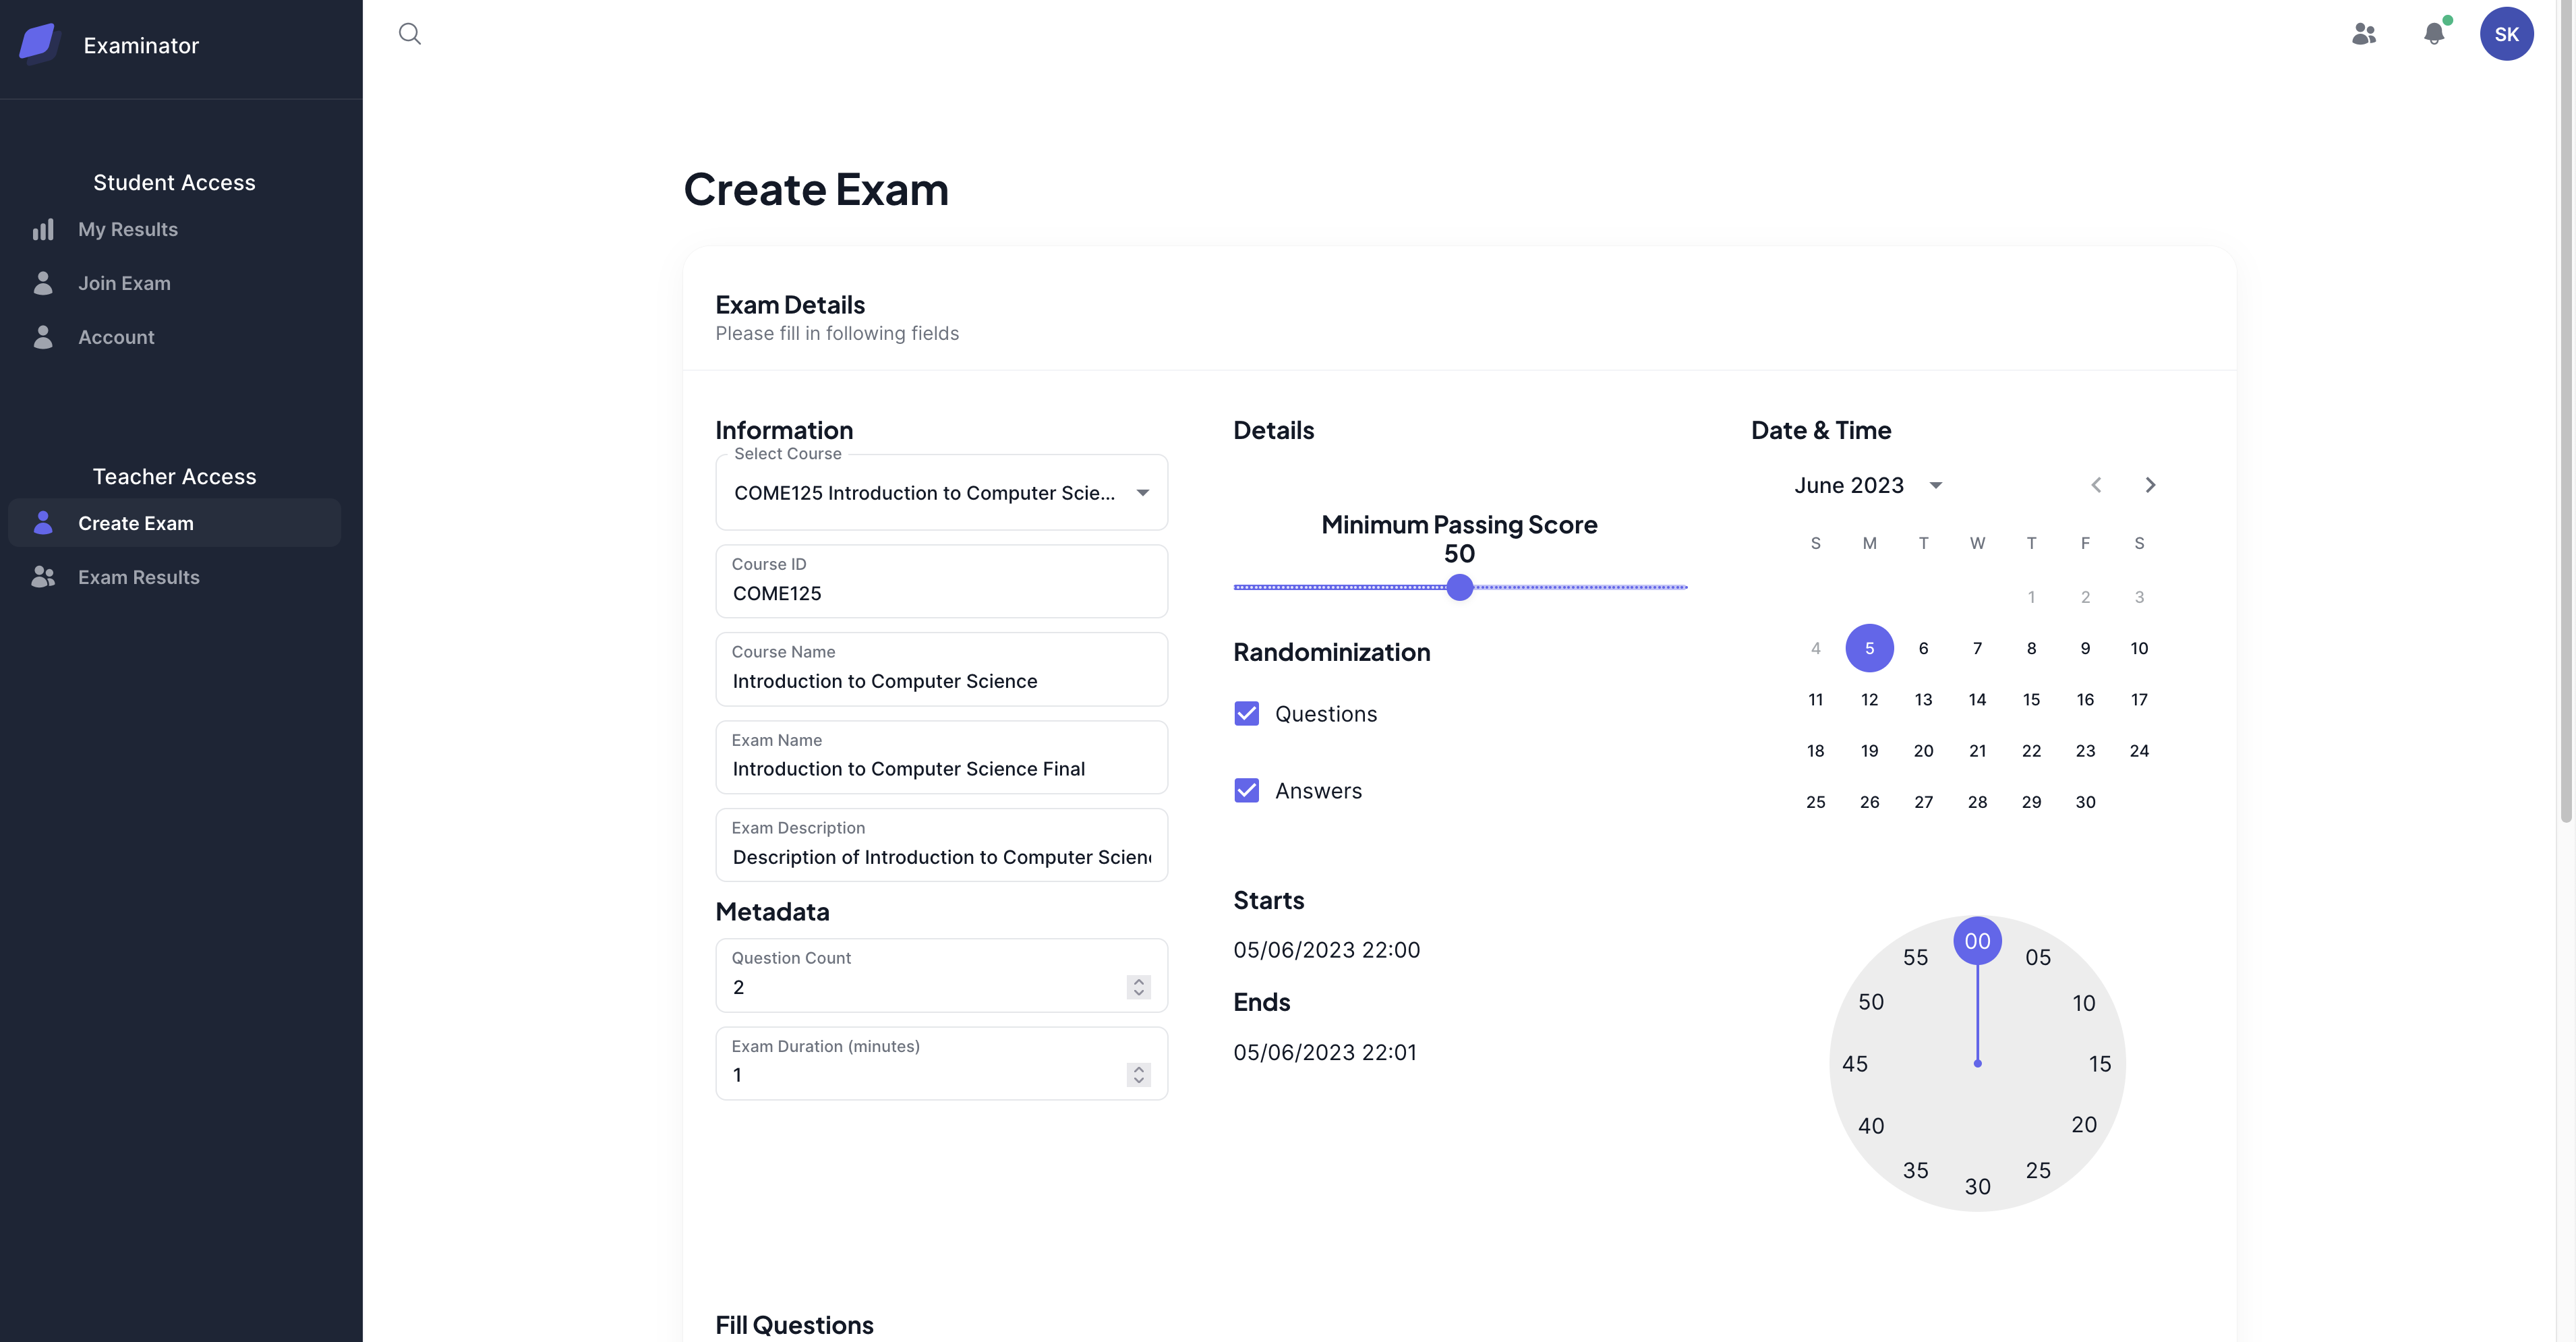 Examinator
Student Access
My Results
Join Exam
Account
Teacher Access
Create Exam
Exam Results
SK
Create Exam
Exam Details
Please fill in following fields
Information
Select Course
COME125 Introduction to Computer Scie...
Course ID
COME125
Course Name
Introduction to Computer Science
Exam Name
Introduction to Computer Science Final
Exam Description
Description of Introduction to Computer Scien
Metadata
Question Count
2
Exam Duration (minutes)
1
Details
Minimum Passing Score
50
Randominization
Questions
Answers
Starts
05/06/2023 22:00
Ends
05/06/2023 22:01
Date & Time
June 2023
S M T W T F S
1 2 3
4 5 6 7 8 9 10
11 12 13 14 15 16 17
18 19 20 21 22 23 24
25 26 27 28 29 30
00
55 05
50 10
45 15
40 20
35 25
30
Fill Questions